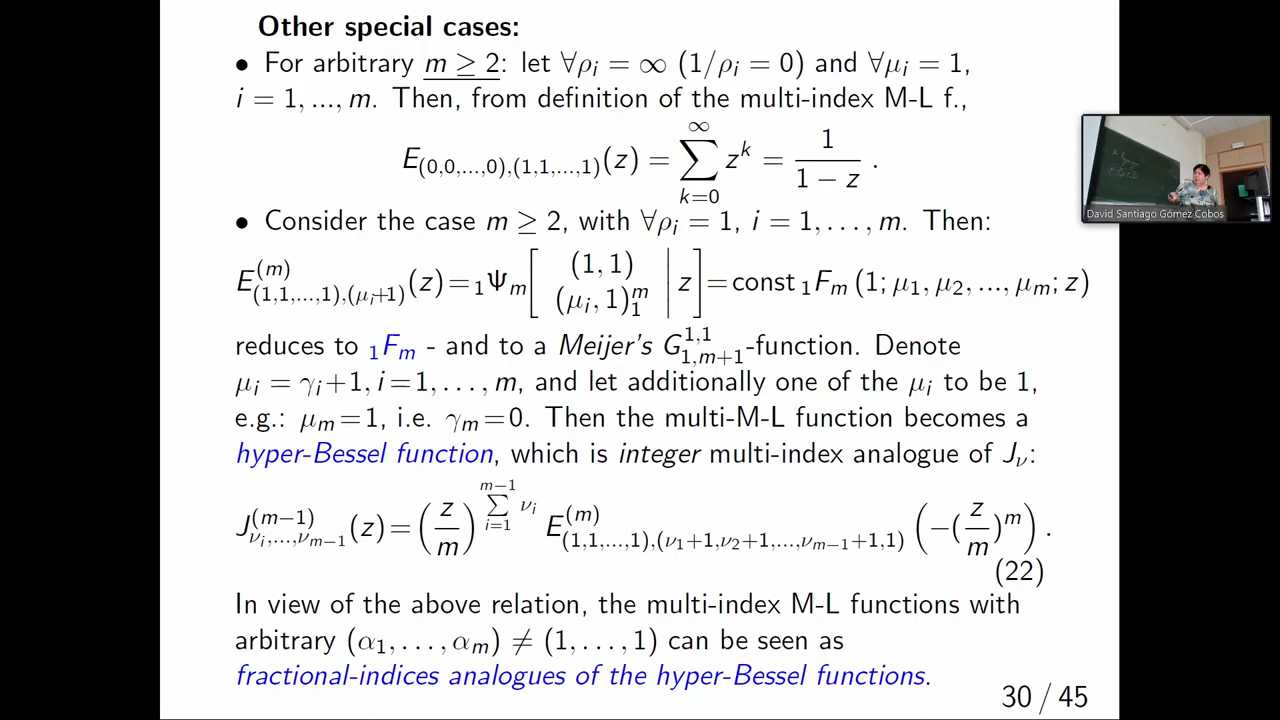 Other special cases:
• For arbitrary m ≥ 2: let ∀ρ_i = ∞ (1/ρ_i = 0) and ∀μ_i = 1,
i = 1, ..., m. Then, from definition of the multi-index M-L f.,
E_{(0,0,...,0),(1,1,...,1)}(z) = ∑_{k=0}^{∞} z^k = 1/(1 − z) .
• Consider the case m ≥ 2, with ∀ρ_i = 1, i = 1, . . . , m. Then:
E^{(m)}_{(1,1,...,1),(μ_i+1)}(z) = _1Ψ_m [ (1, 1) (μ_i, 1)_1^m | z ] = const _1F_m (1; μ_1, μ_2, ..., μ_m; z)
reduces to _1F_m - and to a Meijer's G^{1,1}_{1,m+1}-function. Denote
μ_i = γ_i+1, i=1, . . . , m, and let additionally one of the μ_i to be 1,
e.g.: μ_m=1, i.e. γ_m=0. Then the multi-M-L function becomes a
hyper-Bessel function, which is integer multi-index analogue of J_ν:
J^{(m−1)}_{ν_i,...,ν_{m−1}}(z) = (z/m)^{∑_{i=1}^{m−1} ν_i} E^{(m)}_{(1,1,...,1),(ν_1+1,ν_2+1,...,ν_{m−1}+1,1)} (−(z/m)^m) .
(22)
In view of the above relation, the multi-index M-L functions with
arbitrary (α_1, . . . , α_m) ≠ (1, . . . , 1) can be seen as
fractional-indices analogues of the hyper-Bessel functions.
30 / 45
David Santiago Gómez Cobos